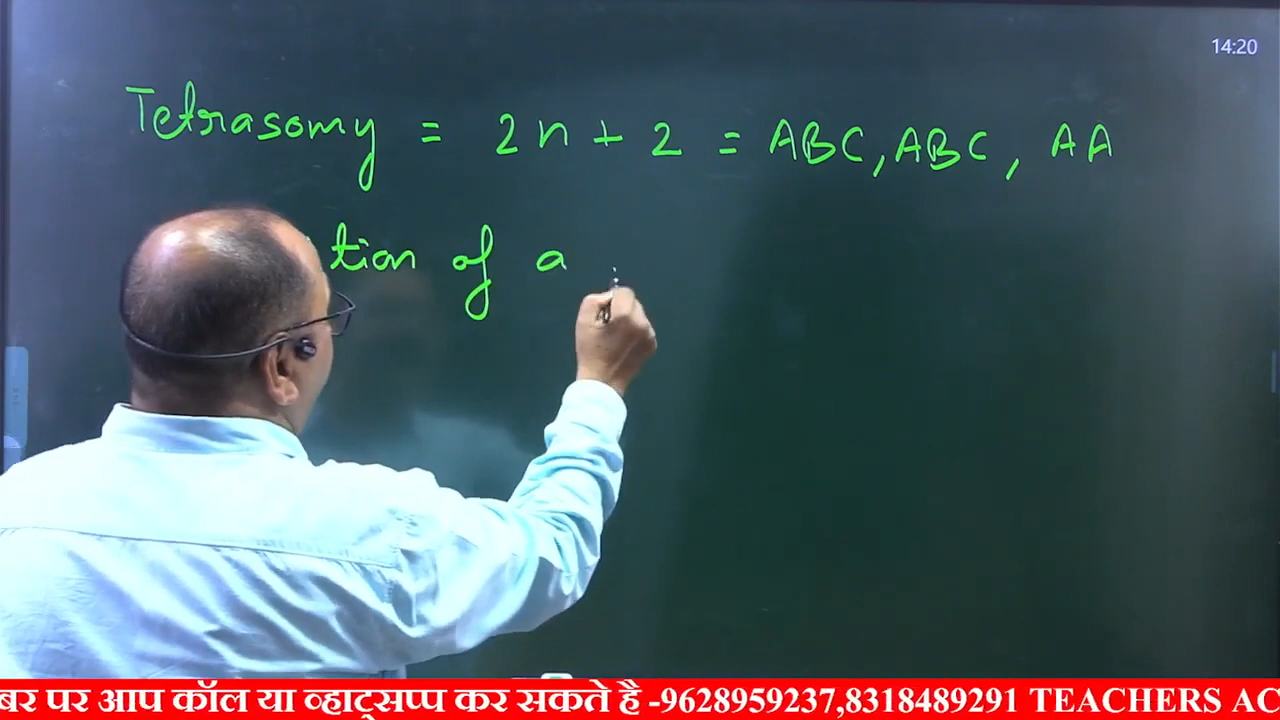 14:20
Tetrasomy = 2n + 2 = ABC, ABC, AA
tion of a
बर पर आप कॉल या व्हाट्सप्प कर सकते है -9628959237,8318489291 TEACHERS AC